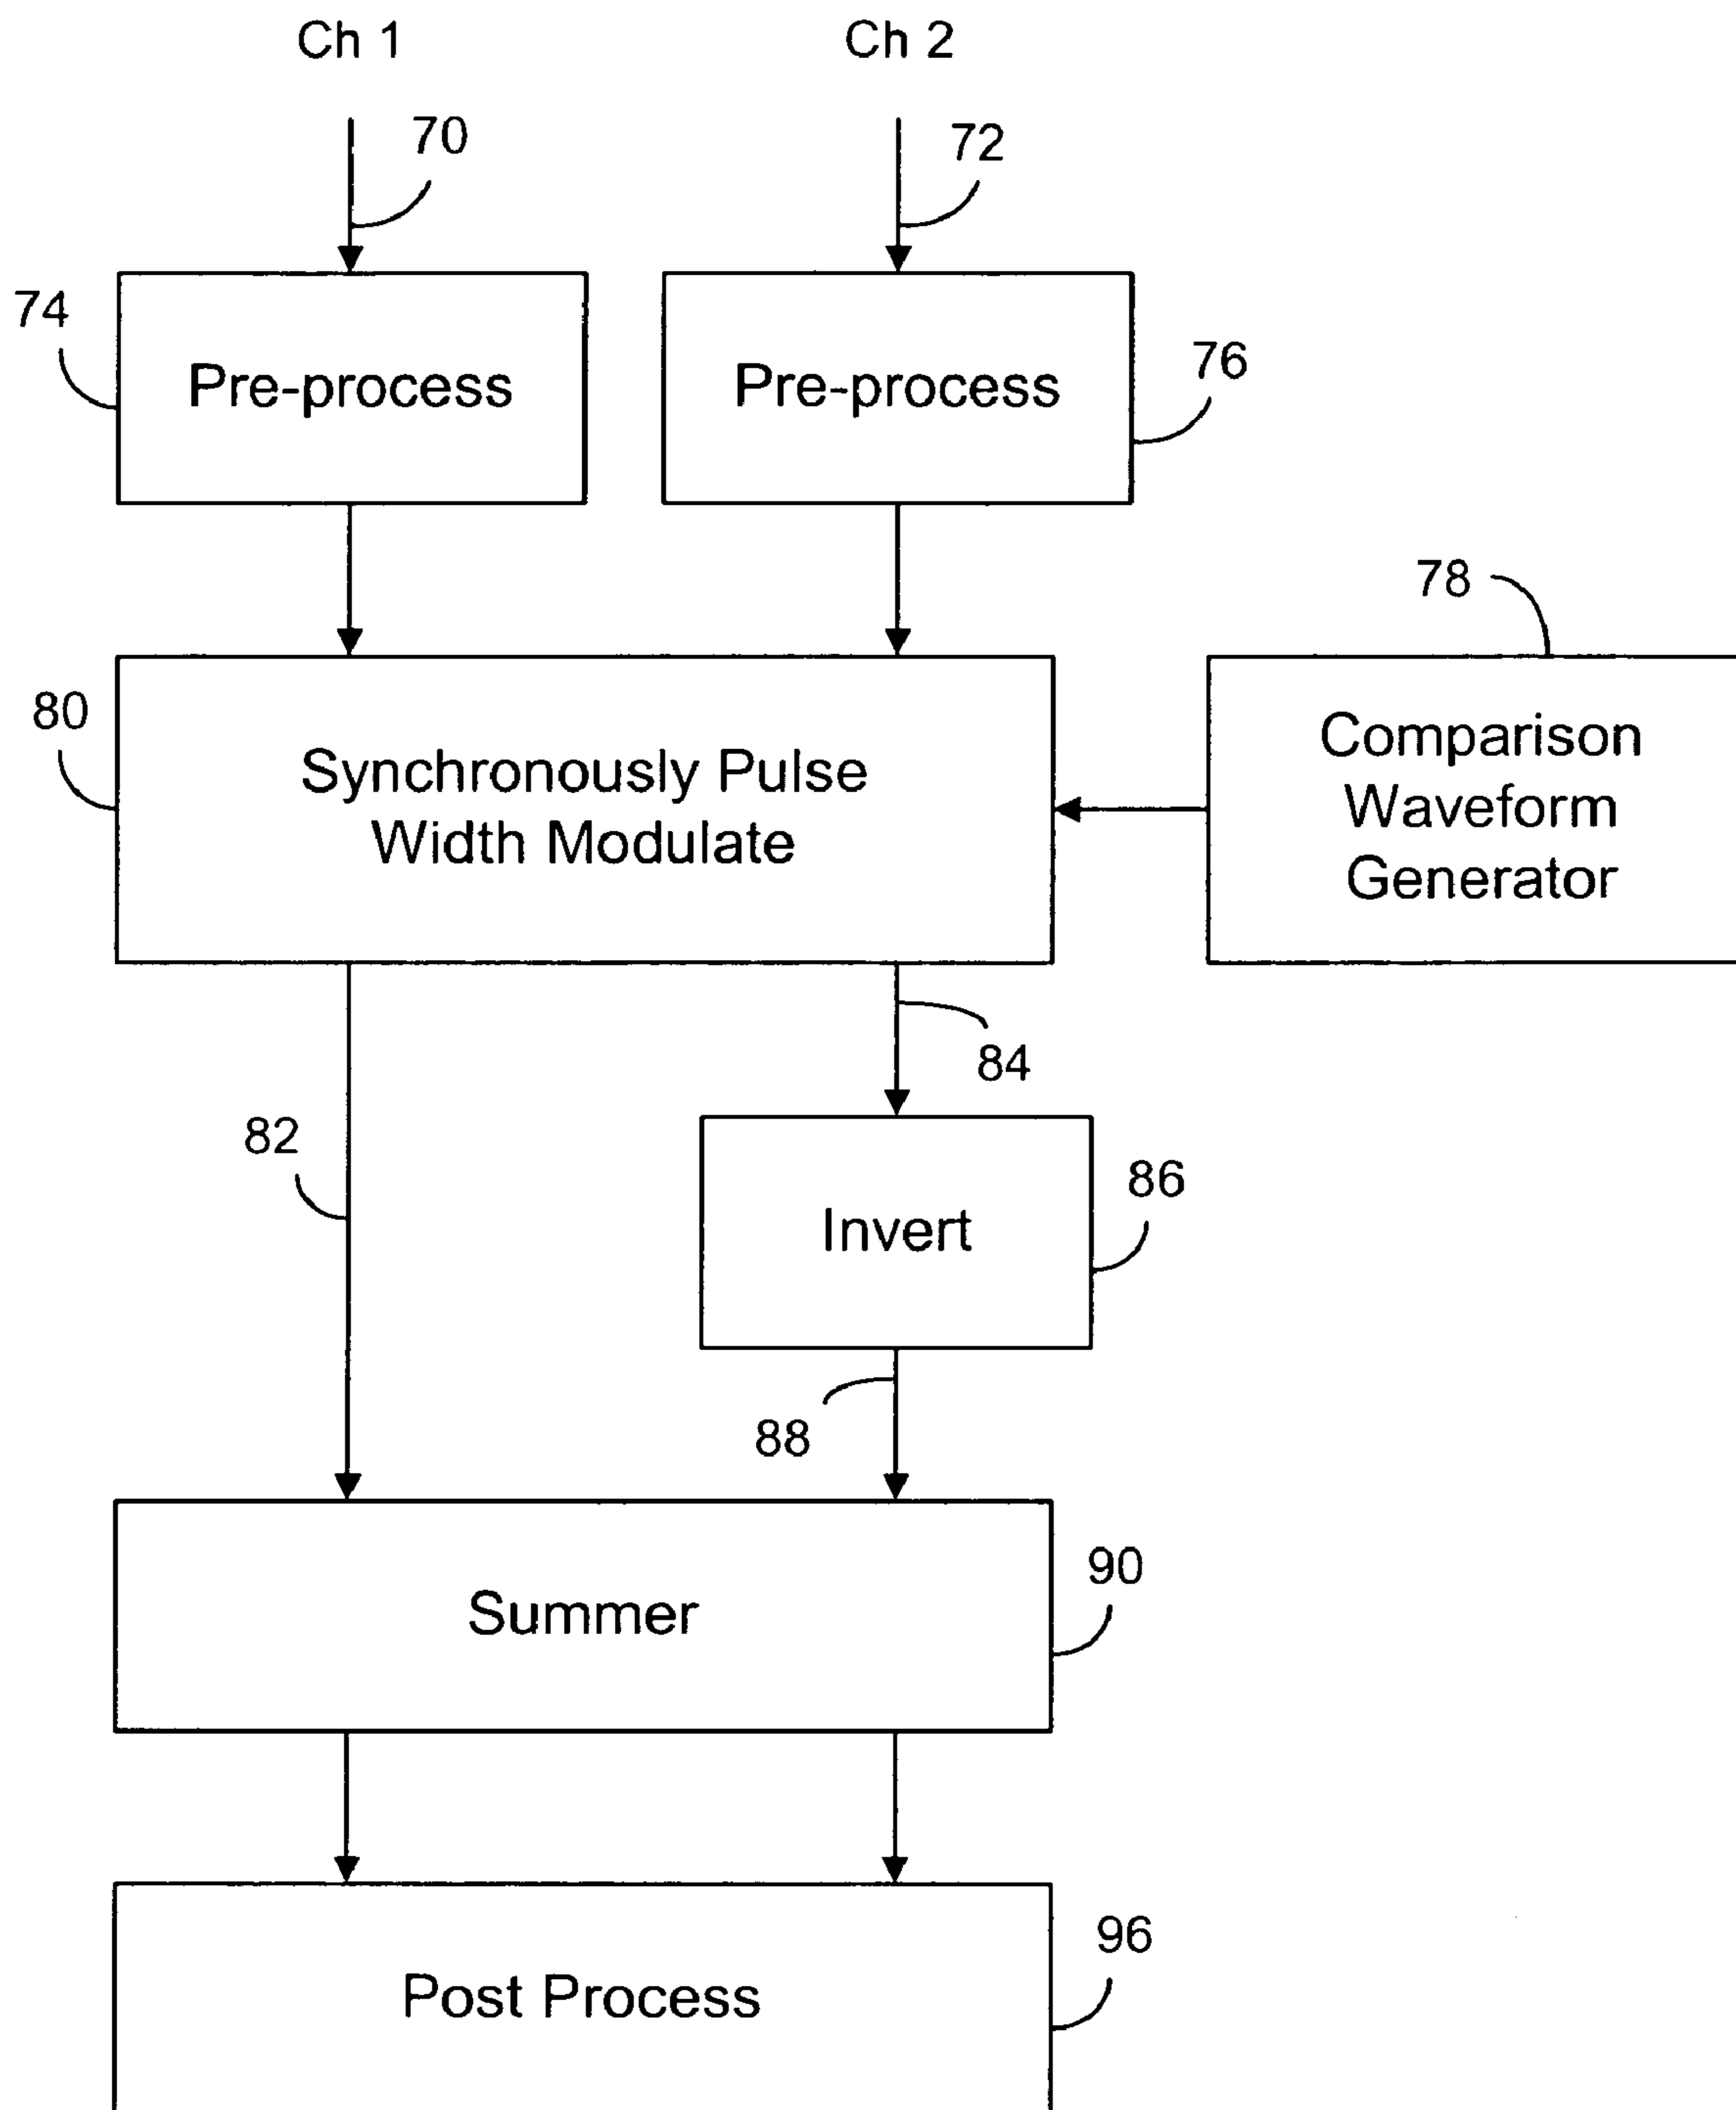 Ch 1
Ch 2
70
72
74
Pre-process
Pre-process
76
78
80
Synchronously Pulse
Width Modulate
Comparison
Waveform
Generator
84
82
86
Invert
88
90
Summer
96
Post Process